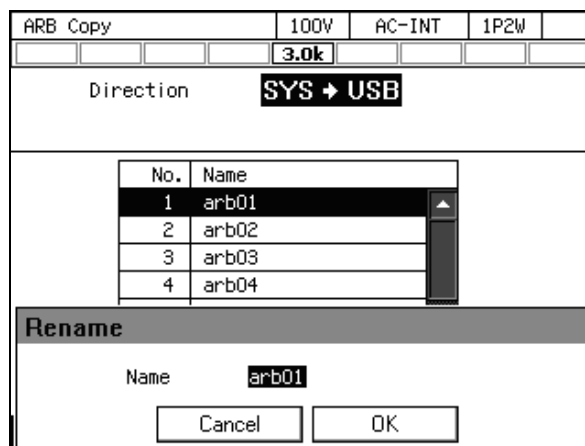 ARB Copy 100V AC-INT 1P2W
3.0k
Direction SYS → USB
No. Name
1 arb01
2 arb02
3 arb03
4 arb04
Rename
Name arb01
Cancel OK